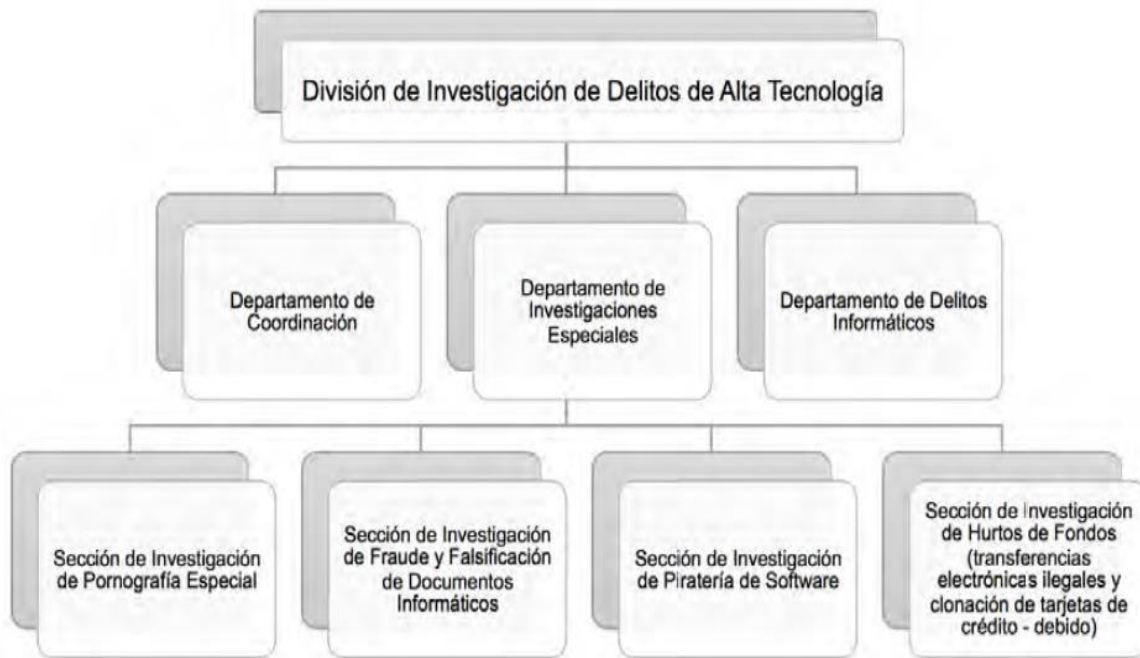 División de Investigación de Delitos de Alta Tecnología
Departamento de
Coordinación
Departamento de
Investigaciones
Especiales
Departamento de Delitos
Informáticos
Sección de Investigación
de Pornografía Especial
Sección de Investigación
de Fraude y Falsificación
de Documentos
Informáticos
Sección de Investigación
de Piratería de Software
Sección de Investigación
de Hurtos de Fondos
(transferencias
electrónicas ilegales y
clonación de tarjetas de
crédito - debido)